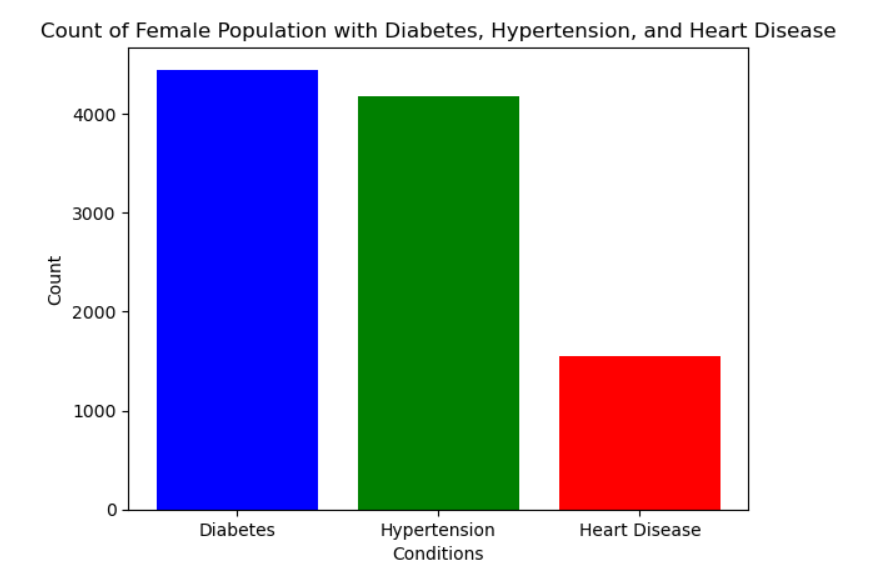 Count of Female Population with Diabetes, Hypertension, and Heart Disease
4000
3000
2000
1000
0
Count
Diabetes Hypertension Heart Disease
Conditions